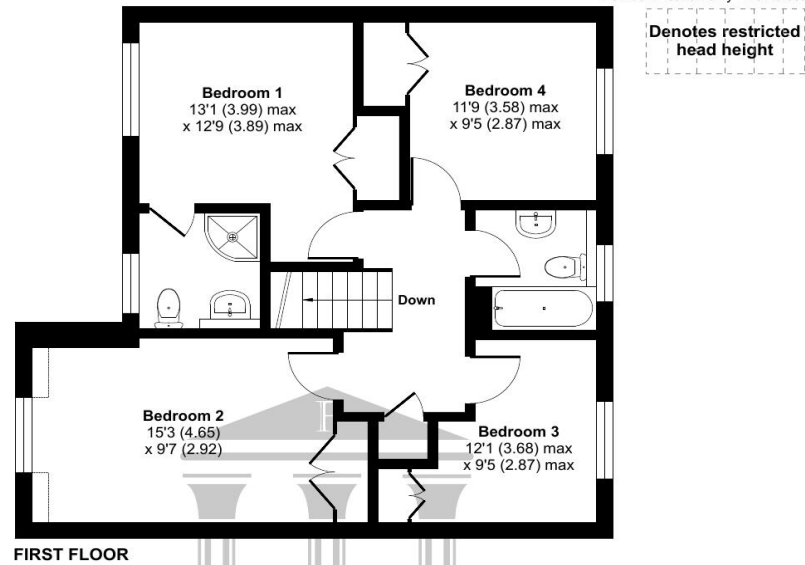 Denotes restricted
head height
Bedroom 1
13'1 (3.99) max
x 12'9 (3.89) max
Bedroom 4
11'9 (3.58) max
x 9'5 (2.87) max
Down
Bedroom 2
15'3 (4.65)
x 9'7 (2.92)
Bedroom 3
12'1 (3.68) max
x 9'5 (2.87) max
FIRST FLOOR